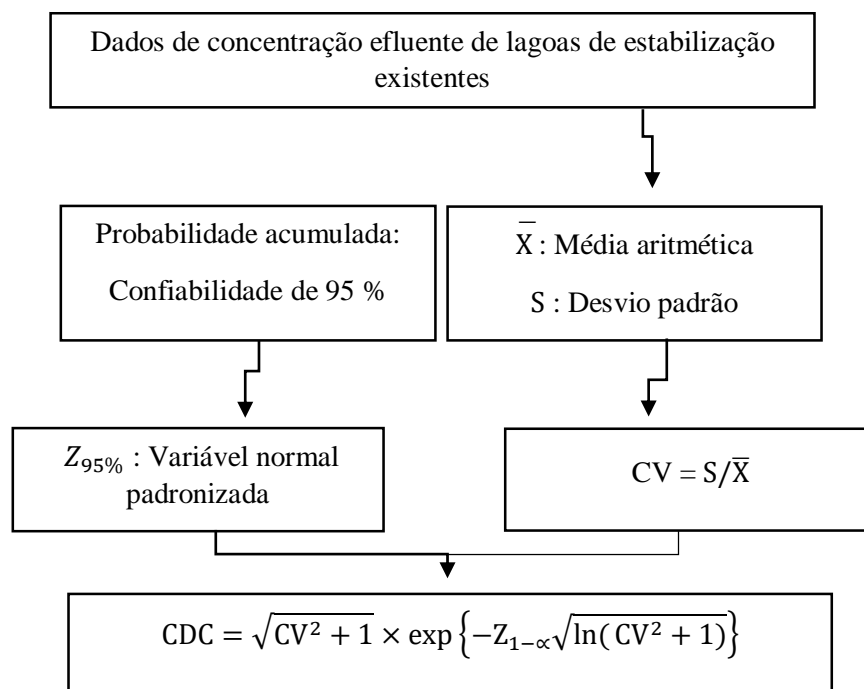 Dados de concentração efluente de lagoas de estabilização
existentes
Probabilidade acumulada:
Confiabilidade de 95 %
X̅ : Média aritmética
S : Desvio padrão
Z₉₅% : Variável normal
padronizada
CV = S/X̅
CDC = √(CV² + 1) × exp {−Z₁₋∝√(ln( CV² + 1))}